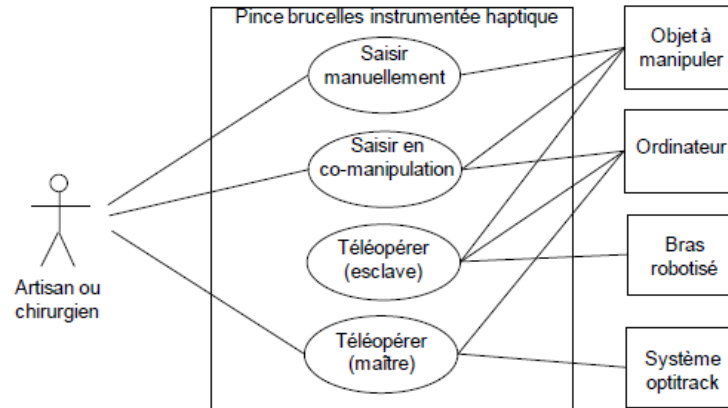 Pince brucelles instrumentée haptique
Saisir
manuellement
Saisir en
co-manipulation
Téléopérer
(esclave)
Téléopérer
(maître)
Artisan ou
chirurgien
Objet à
manipuler
Ordinateur
Bras
robotisé
Système
optitrack